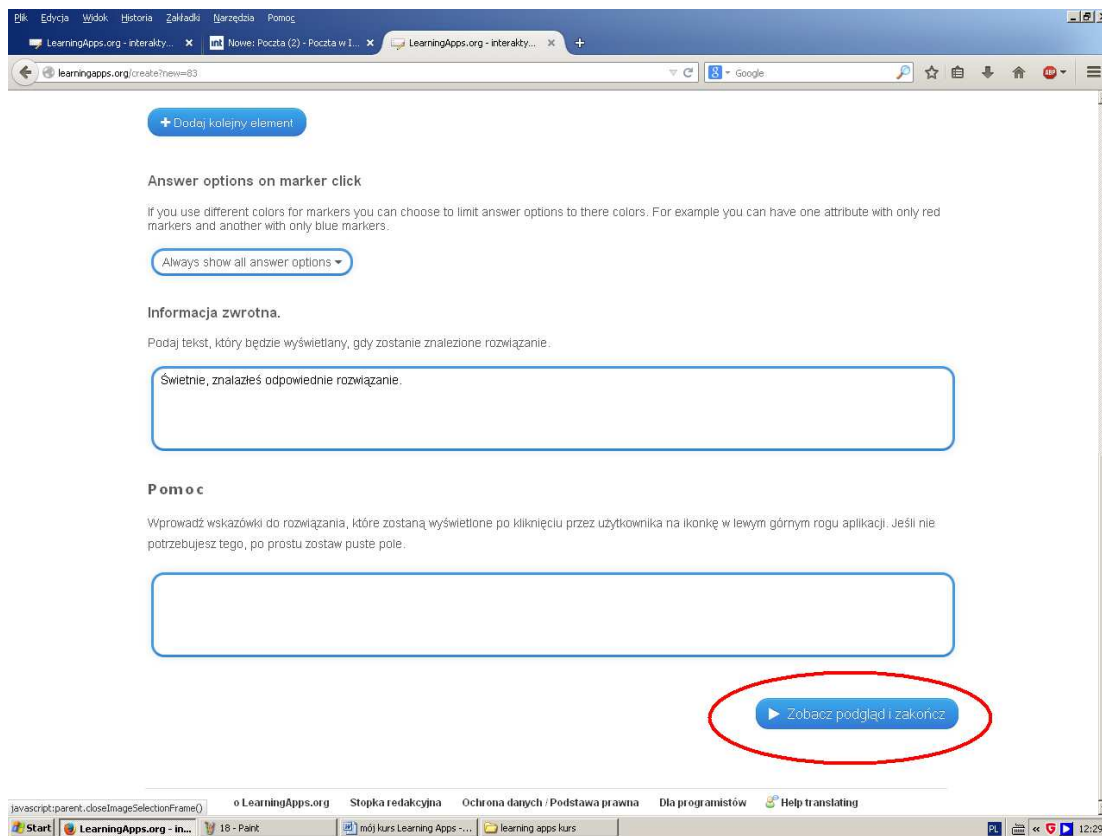 Plik Edycja Widok Historia Zakładki Narzędzia Pomoc
LearningApps.org - interakty... Nowe: Poczta (2) - Poczta w I... LearningApps.org - interakty...
learningapps.org/create?new=83 Google
Dodaj kolejny element
Answer options on marker click
If you use different colors for markers you can choose to limit answer options to there colors. For example you can have one attribute with only red
markers and another with only blue markers.
Always show all answer options
Informacja zwrotna.
Podaj tekst, który będzie wyświetlany, gdy zostanie znalezione rozwiązanie.
Świetnie, znalazłeś odpowiednie rozwiązanie.
Pomoc
Wprowadź wskazówki do rozwiązania, które zostaną wyświetlone po kliknięciu przez użytkownika na ikonkę w lewym górnym rogu aplikacji. Jeśli nie
potrzebujesz tego, po prostu zostaw puste pole.
Zobacz podgląd i zakończ
javascript:parent.closeImageSelectionFrame() o LearningApps.org Stopka redakcyjna Ochrona danych / Podstawa prawna Dla programistów Help translating
Start LearningApps.org - in... 18 - Paint mój kurs Learning Apps -... learning apps kurs PL 12:29